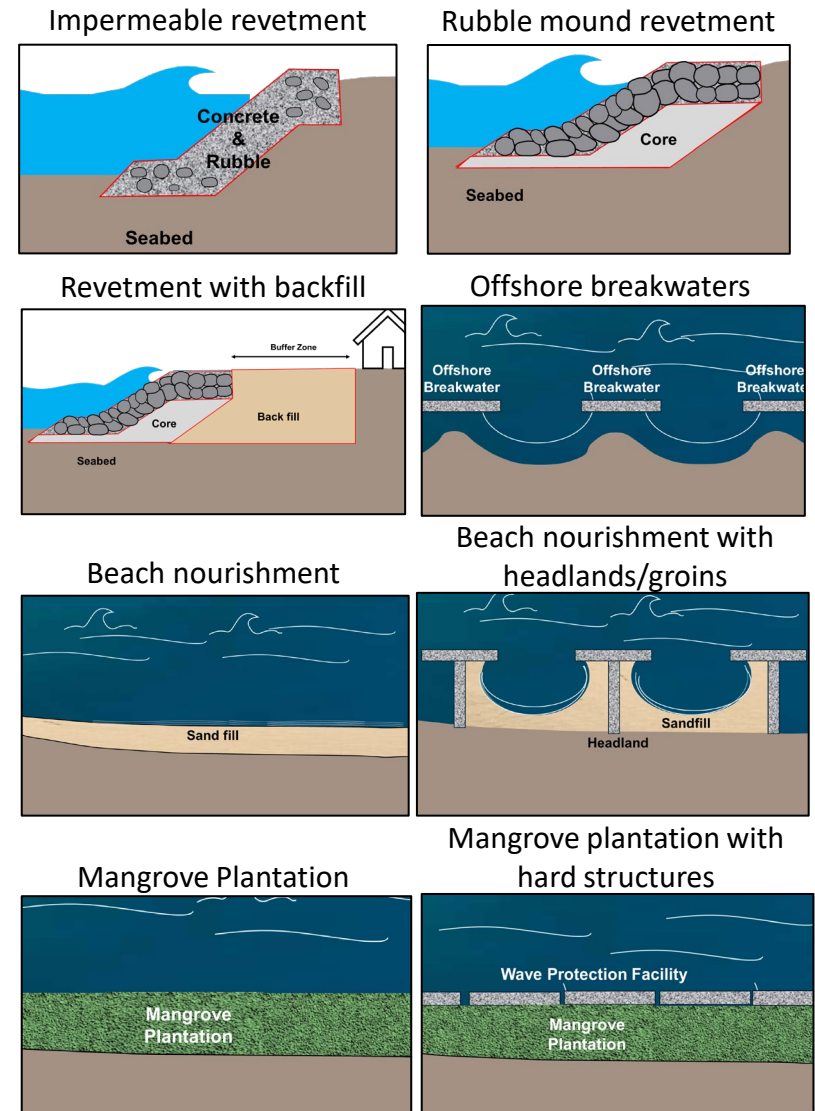 Impermeable revetment
Rubble mound revetment
Concrete
&
Rubble
Seabed
Core
Seabed
Revetment with backfill
Offshore breakwaters
Buffer Zone
Core
Back fill
Seabed
Offshore
Breakwater
Offshore
Breakwater
Offshore
Breakwate
Beach nourishment
Beach nourishment with
headlands/groins
Sand fill
Sandfill
Headland
Mangrove Plantation
Mangrove plantation with
hard structures
Mangrove
Plantation
Wave Protection Facility
Mangrove
Plantation